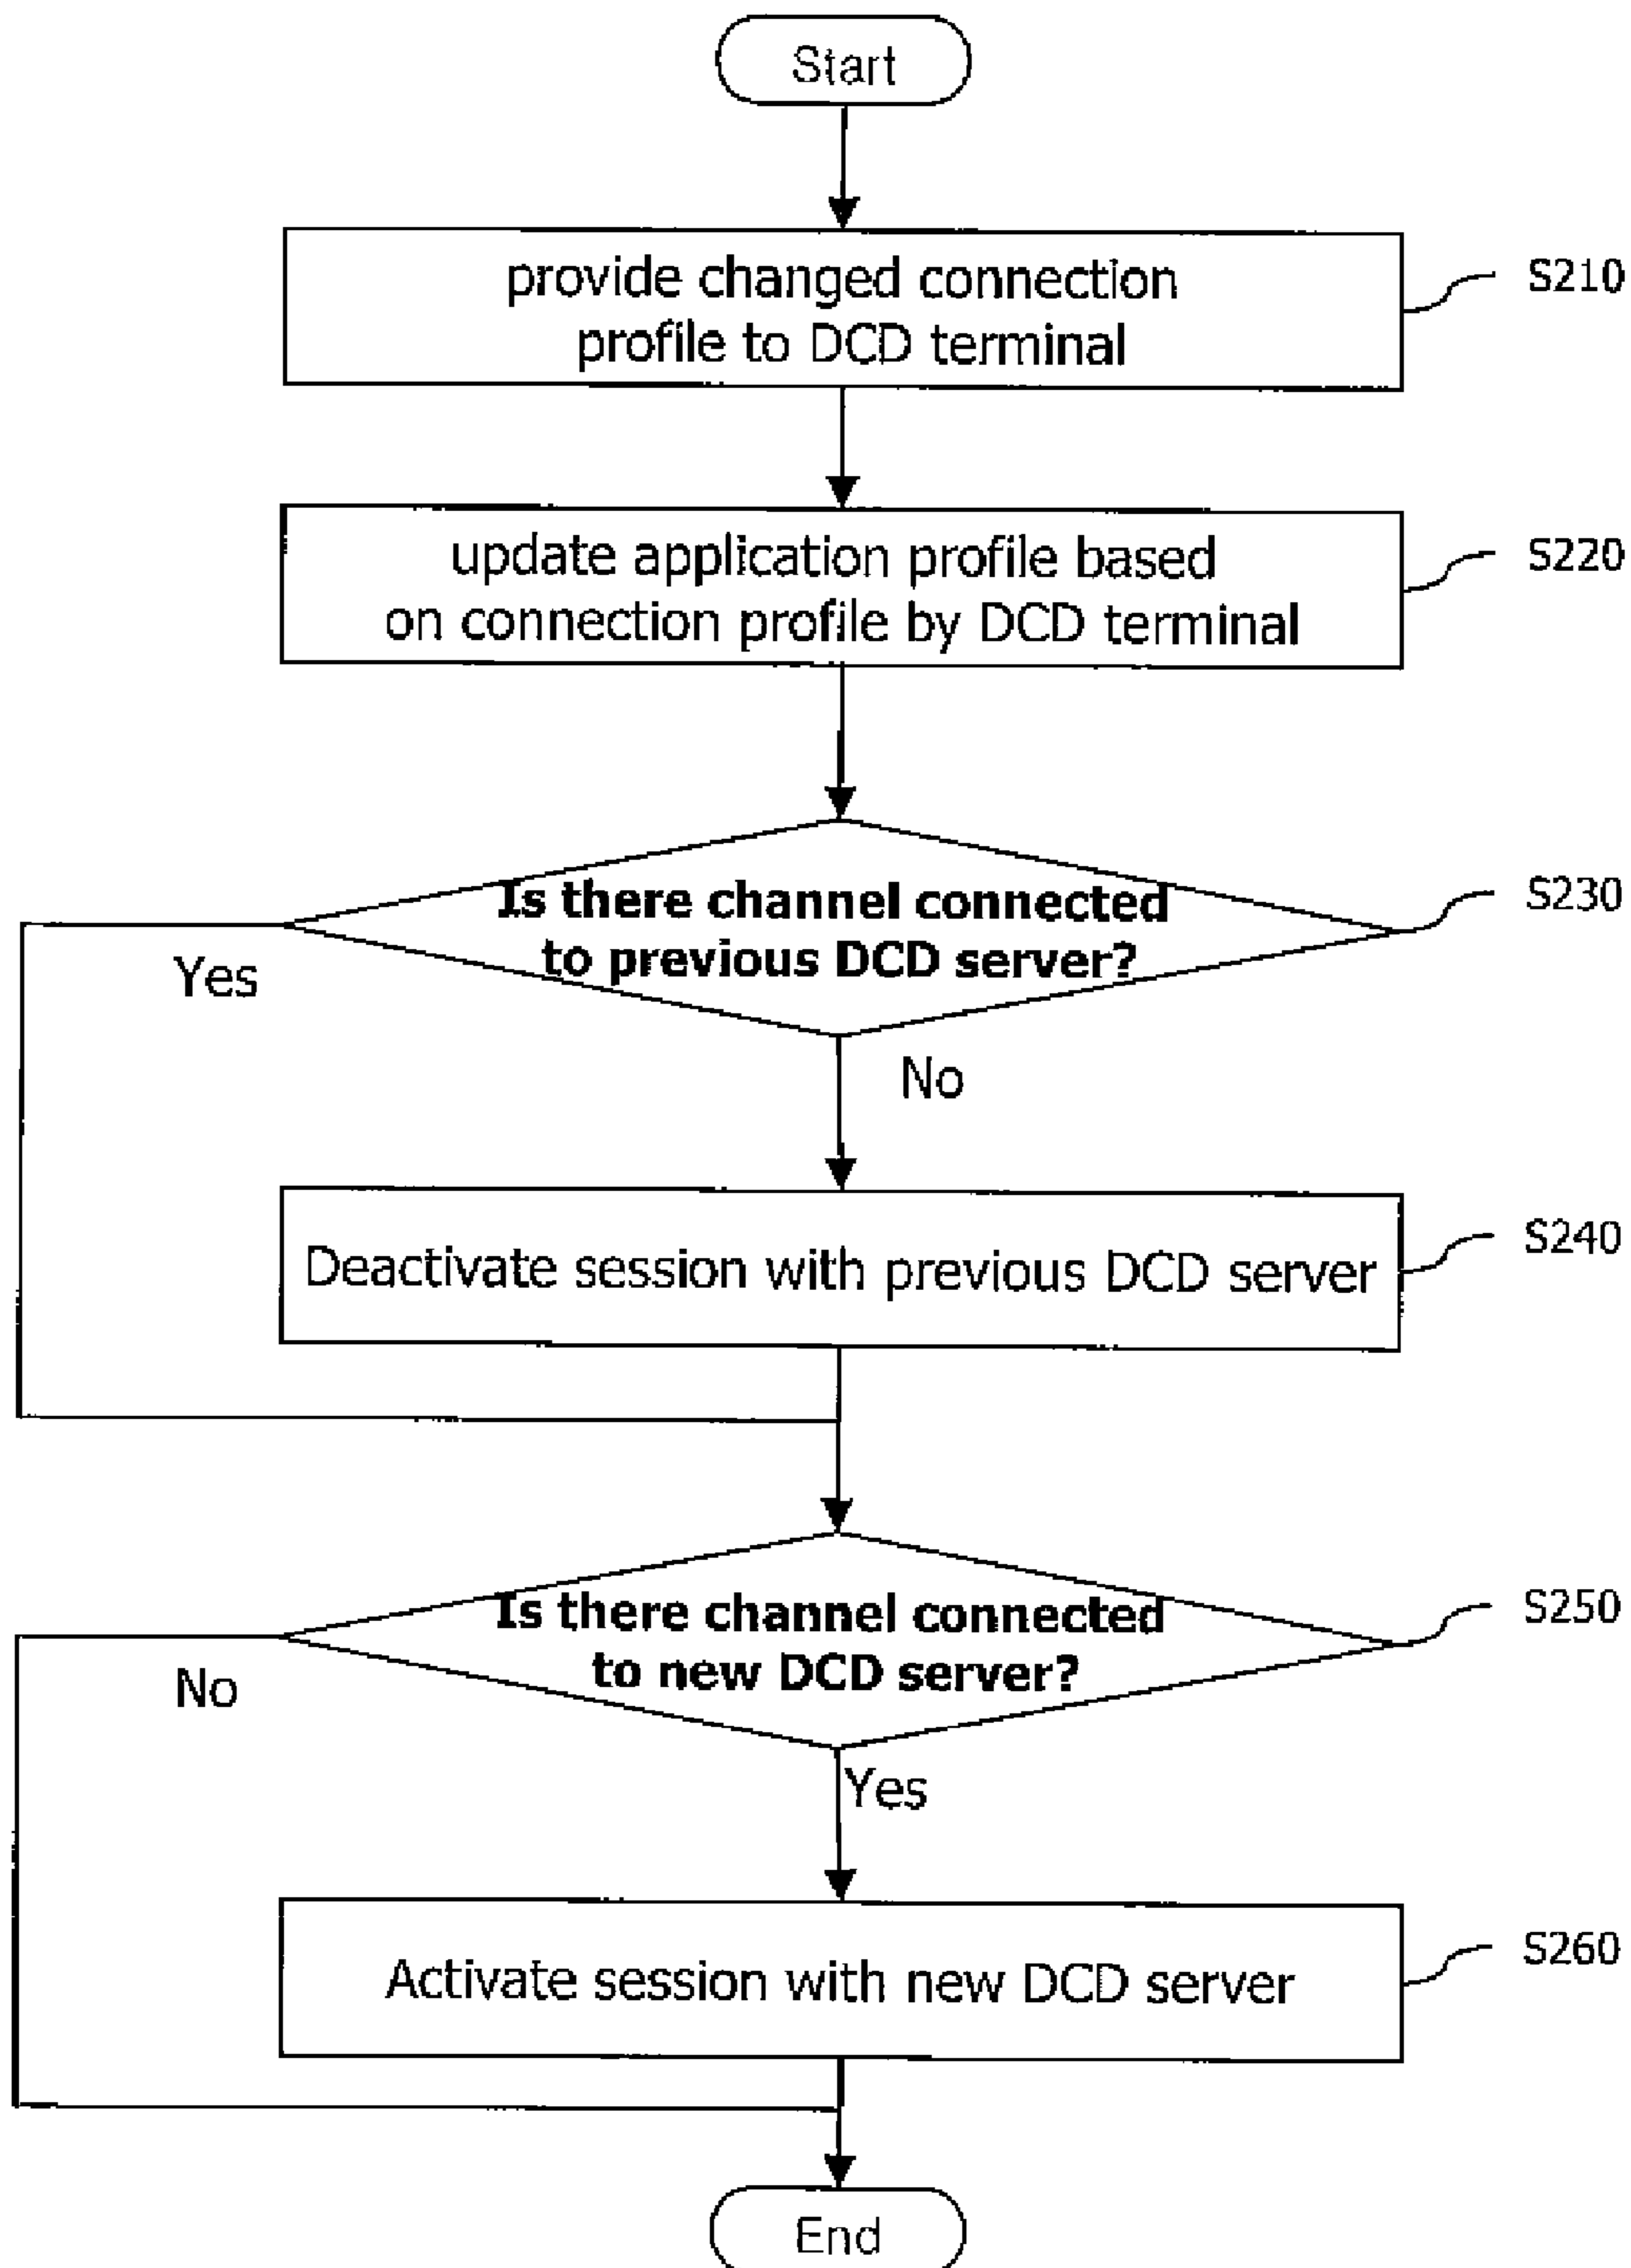 Start
provide changed connection
profile to DCD terminal
S210
update application profile based
on connection profile by DCD terminal
S220
Is there channel connected
to previous DCD server?
S230
Yes
No
Deactivate session with previous DCD server
S240
Is there channel connected
to new DCD server?
S250
No
Yes
Activate session with new DCD server
S260
End